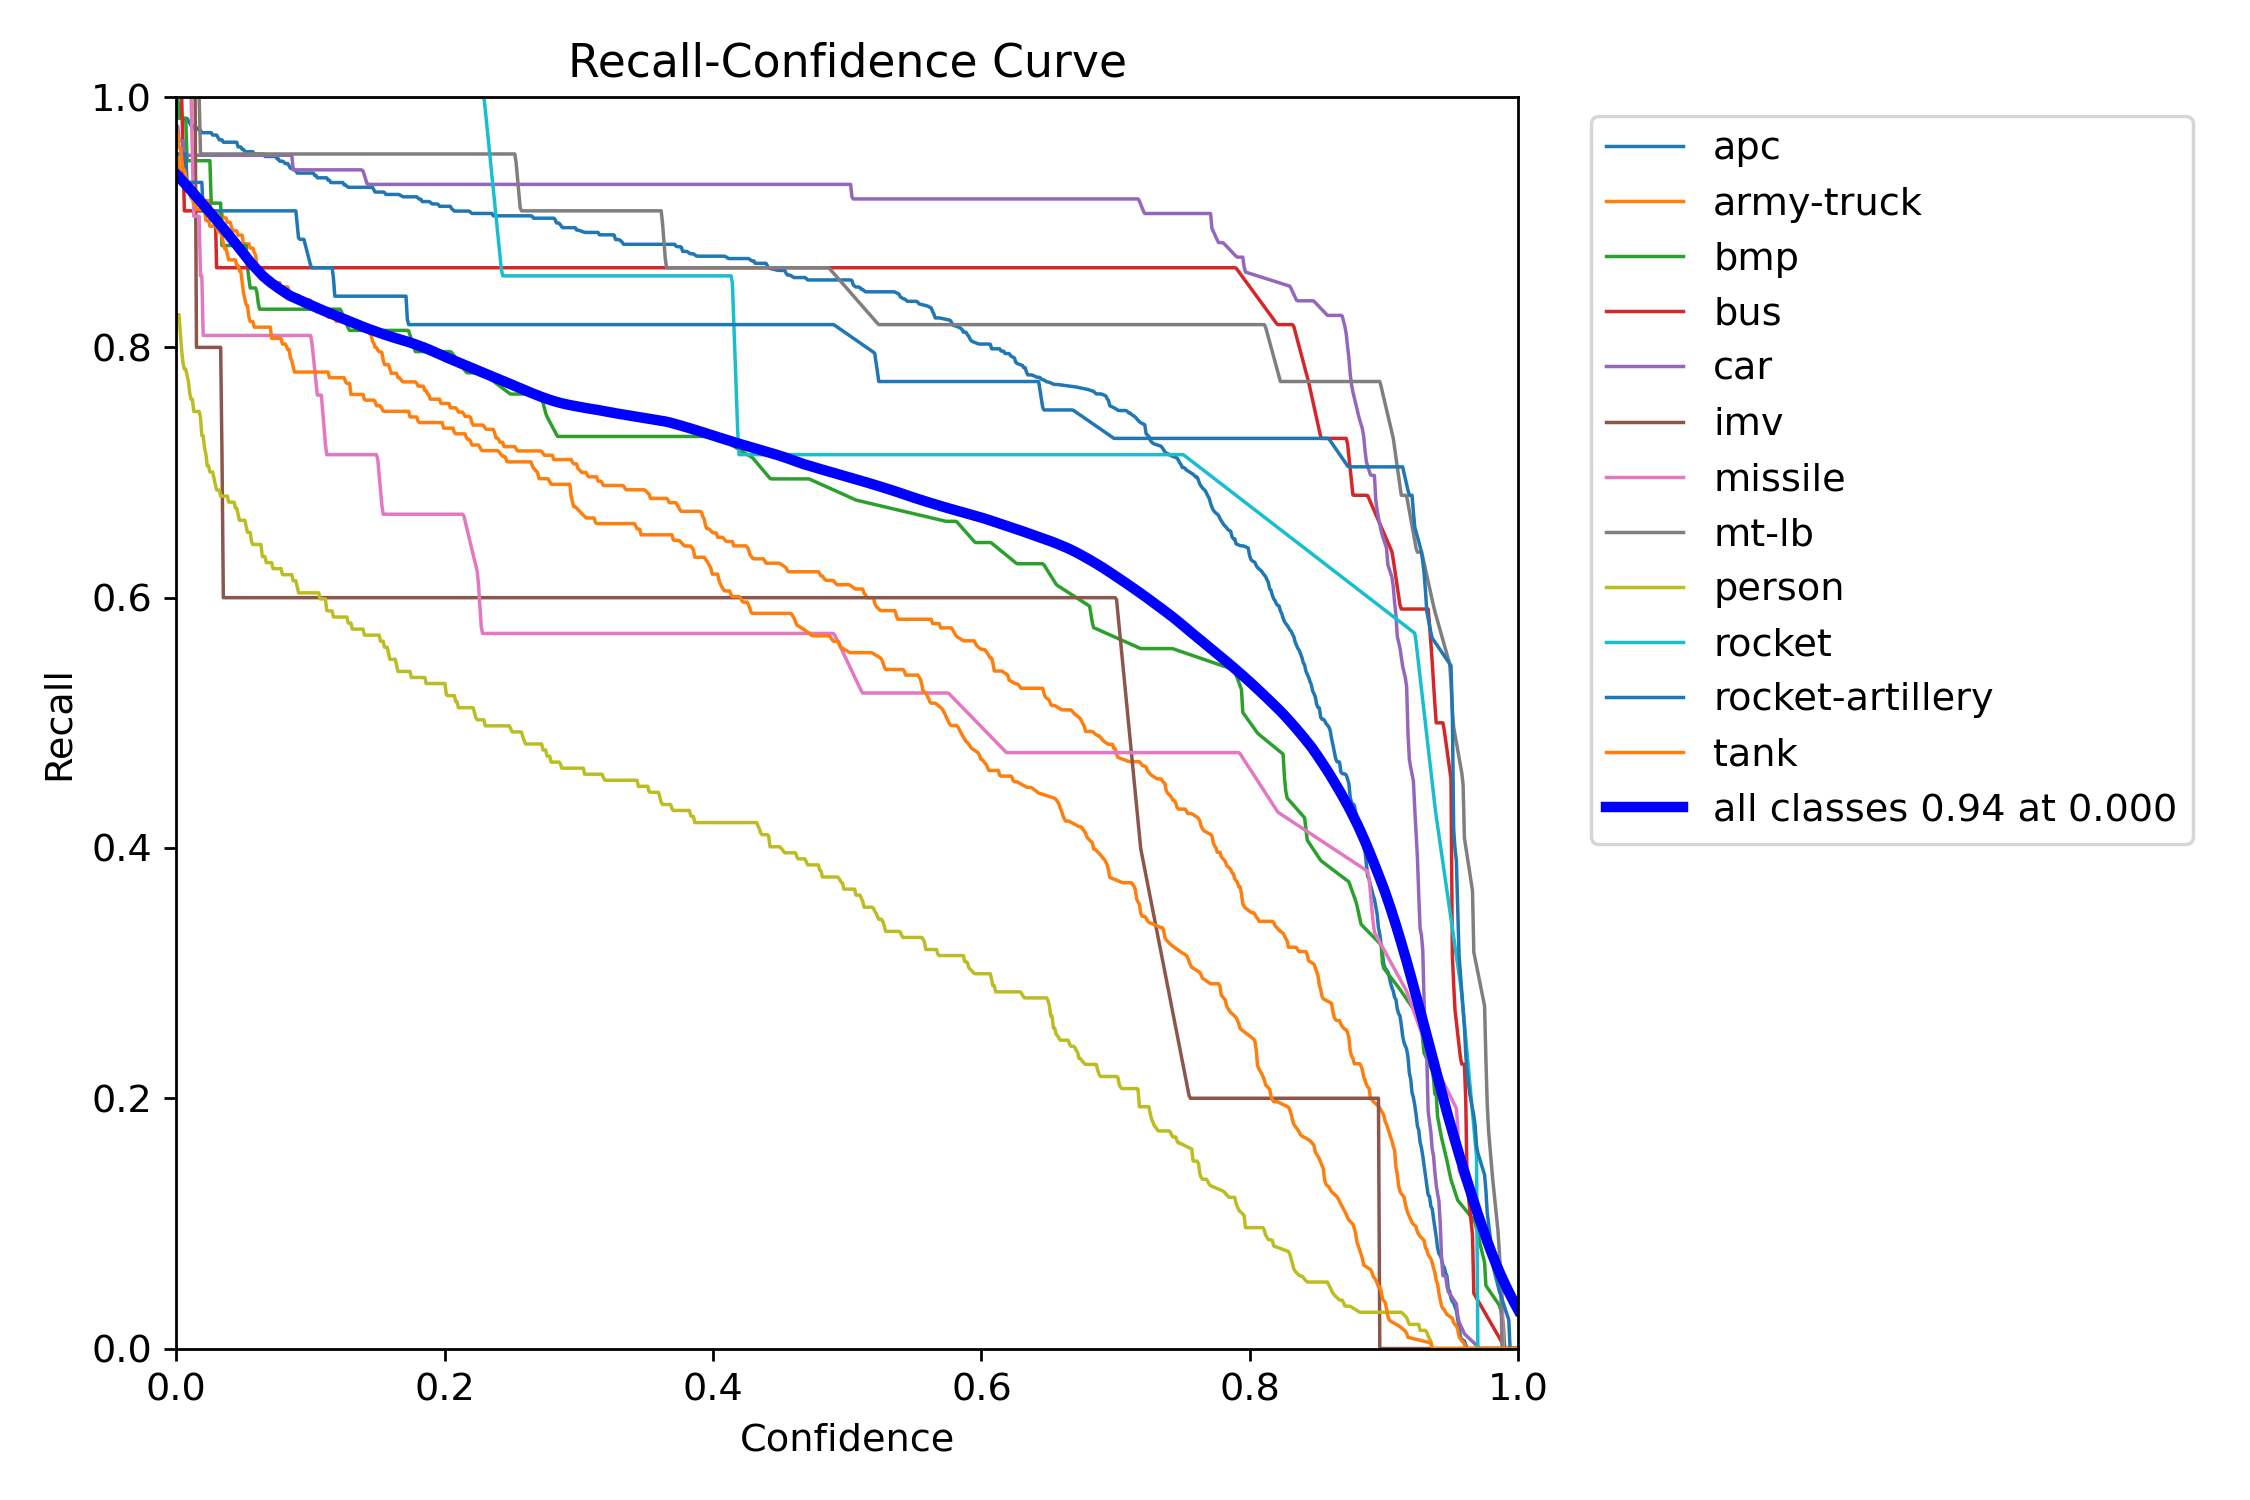 Recall-Confidence Curve
1.0
0.8
0.6
0.4
0.2
0.0
Recall
0.0 0.2 0.4 0.6 0.8 1.0
Confidence
apc
army-truck
bmp
bus
car
imv
missile
mt-lb
person
rocket
rocket-artillery
tank
all classes 0.94 at 0.000